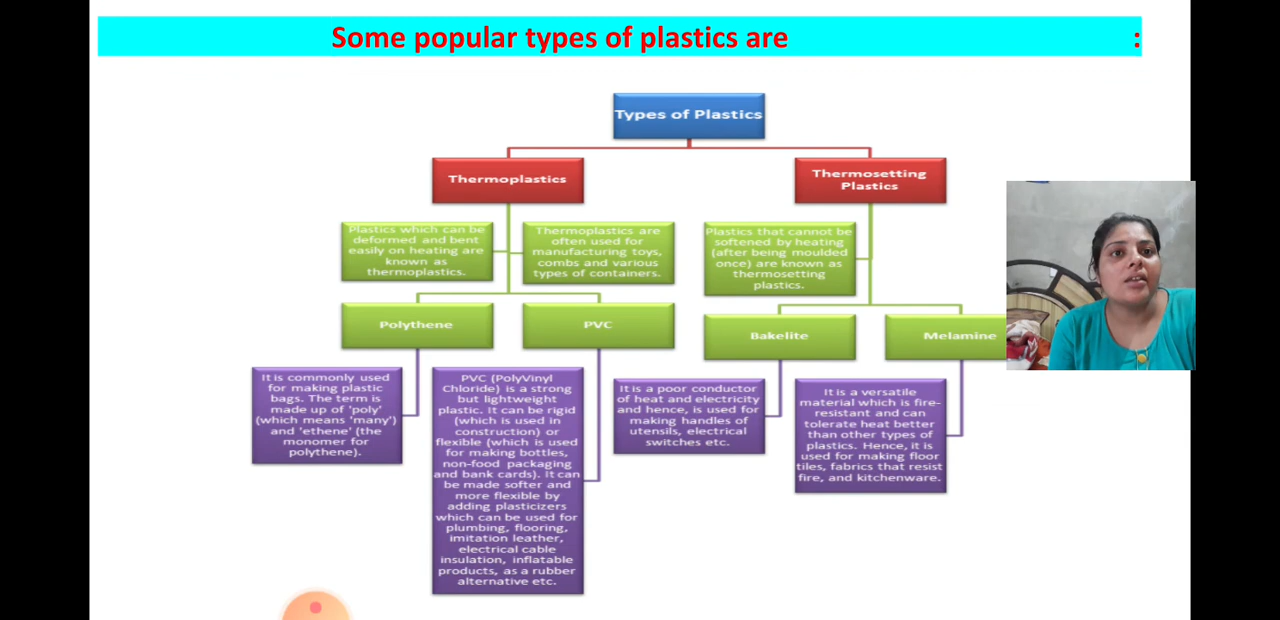 Some popular types of plastics are :
Types of Plastics
Thermoplastics
Thermosetting
Plastics
Plastics which can be
deformed and bent
easily on heating are
known as
thermoplastics.
Thermoplastics are
often used for
manufacturing toys,
combs and various
types of containers.
Plastics that cannot be
softened by heating
(after being moulded
once) are known as
thermosetting
plastics.
Polythene
PVC
Bakelite
Melamine
It is commonly used
for making plastic
bags. The term is
made up of 'poly'
(which means 'many')
and 'ethene' (the
monomer for
polythene).
PVC (PolyVinyl
Chloride) is a strong
but lightweight
plastic. It can be rigid
(which is used in
construction) or
flexible (which is used
for making bottles,
non-food packaging
and bank cards). It can
be made softer and
more flexible by
adding plasticizers
which can be used for
plumbing, flooring,
imitation leather,
electrical cable
insulation, inflatable
products, as a rubber
alternative etc.
It is a poor conductor
of heat and electricity
and hence, is used for
making handles of
utensils, electrical
switches etc.
It is a versatile
material which is fire-
resistant and can
tolerate heat better
than other types of
plastics. Hence, it is
used for making floor
tiles, fabrics that resist
fire, and kitchenware.